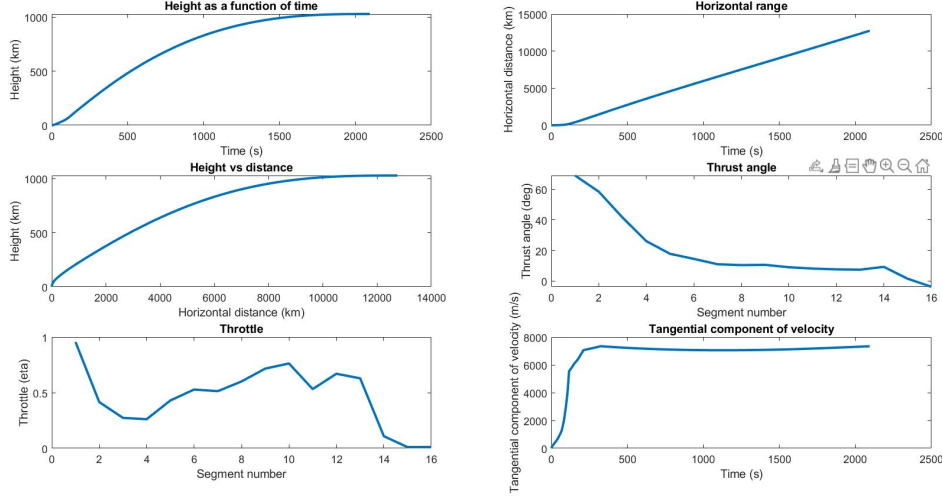 Height as a function of time
1000
500
0
Height (km)
0 500 1000 1500 2000 2500
Time (s)
Horizontal range
15000
10000
5000
0
Horizontal distance (km)
0 500 1000 1500 2000 2500
Time (s)
Height vs distance
1000
500
0
Height (km)
0 2000 4000 6000 8000 10000 12000 14000
Horizontal distance (km)
Thrust angle
60
40
20
0
Thrust angle (deg)
0 2 4 6 8 10 12 14 16
Segment number
Throttle
1
0.5
0
Throttle (eta)
0 2 4 6 8 10 12 14 16
Segment number
Tangential component of velocity
8000
6000
4000
2000
0
Tangential component of velocity (m/s)
0 500 1000 1500 2000 2500
Time (s)